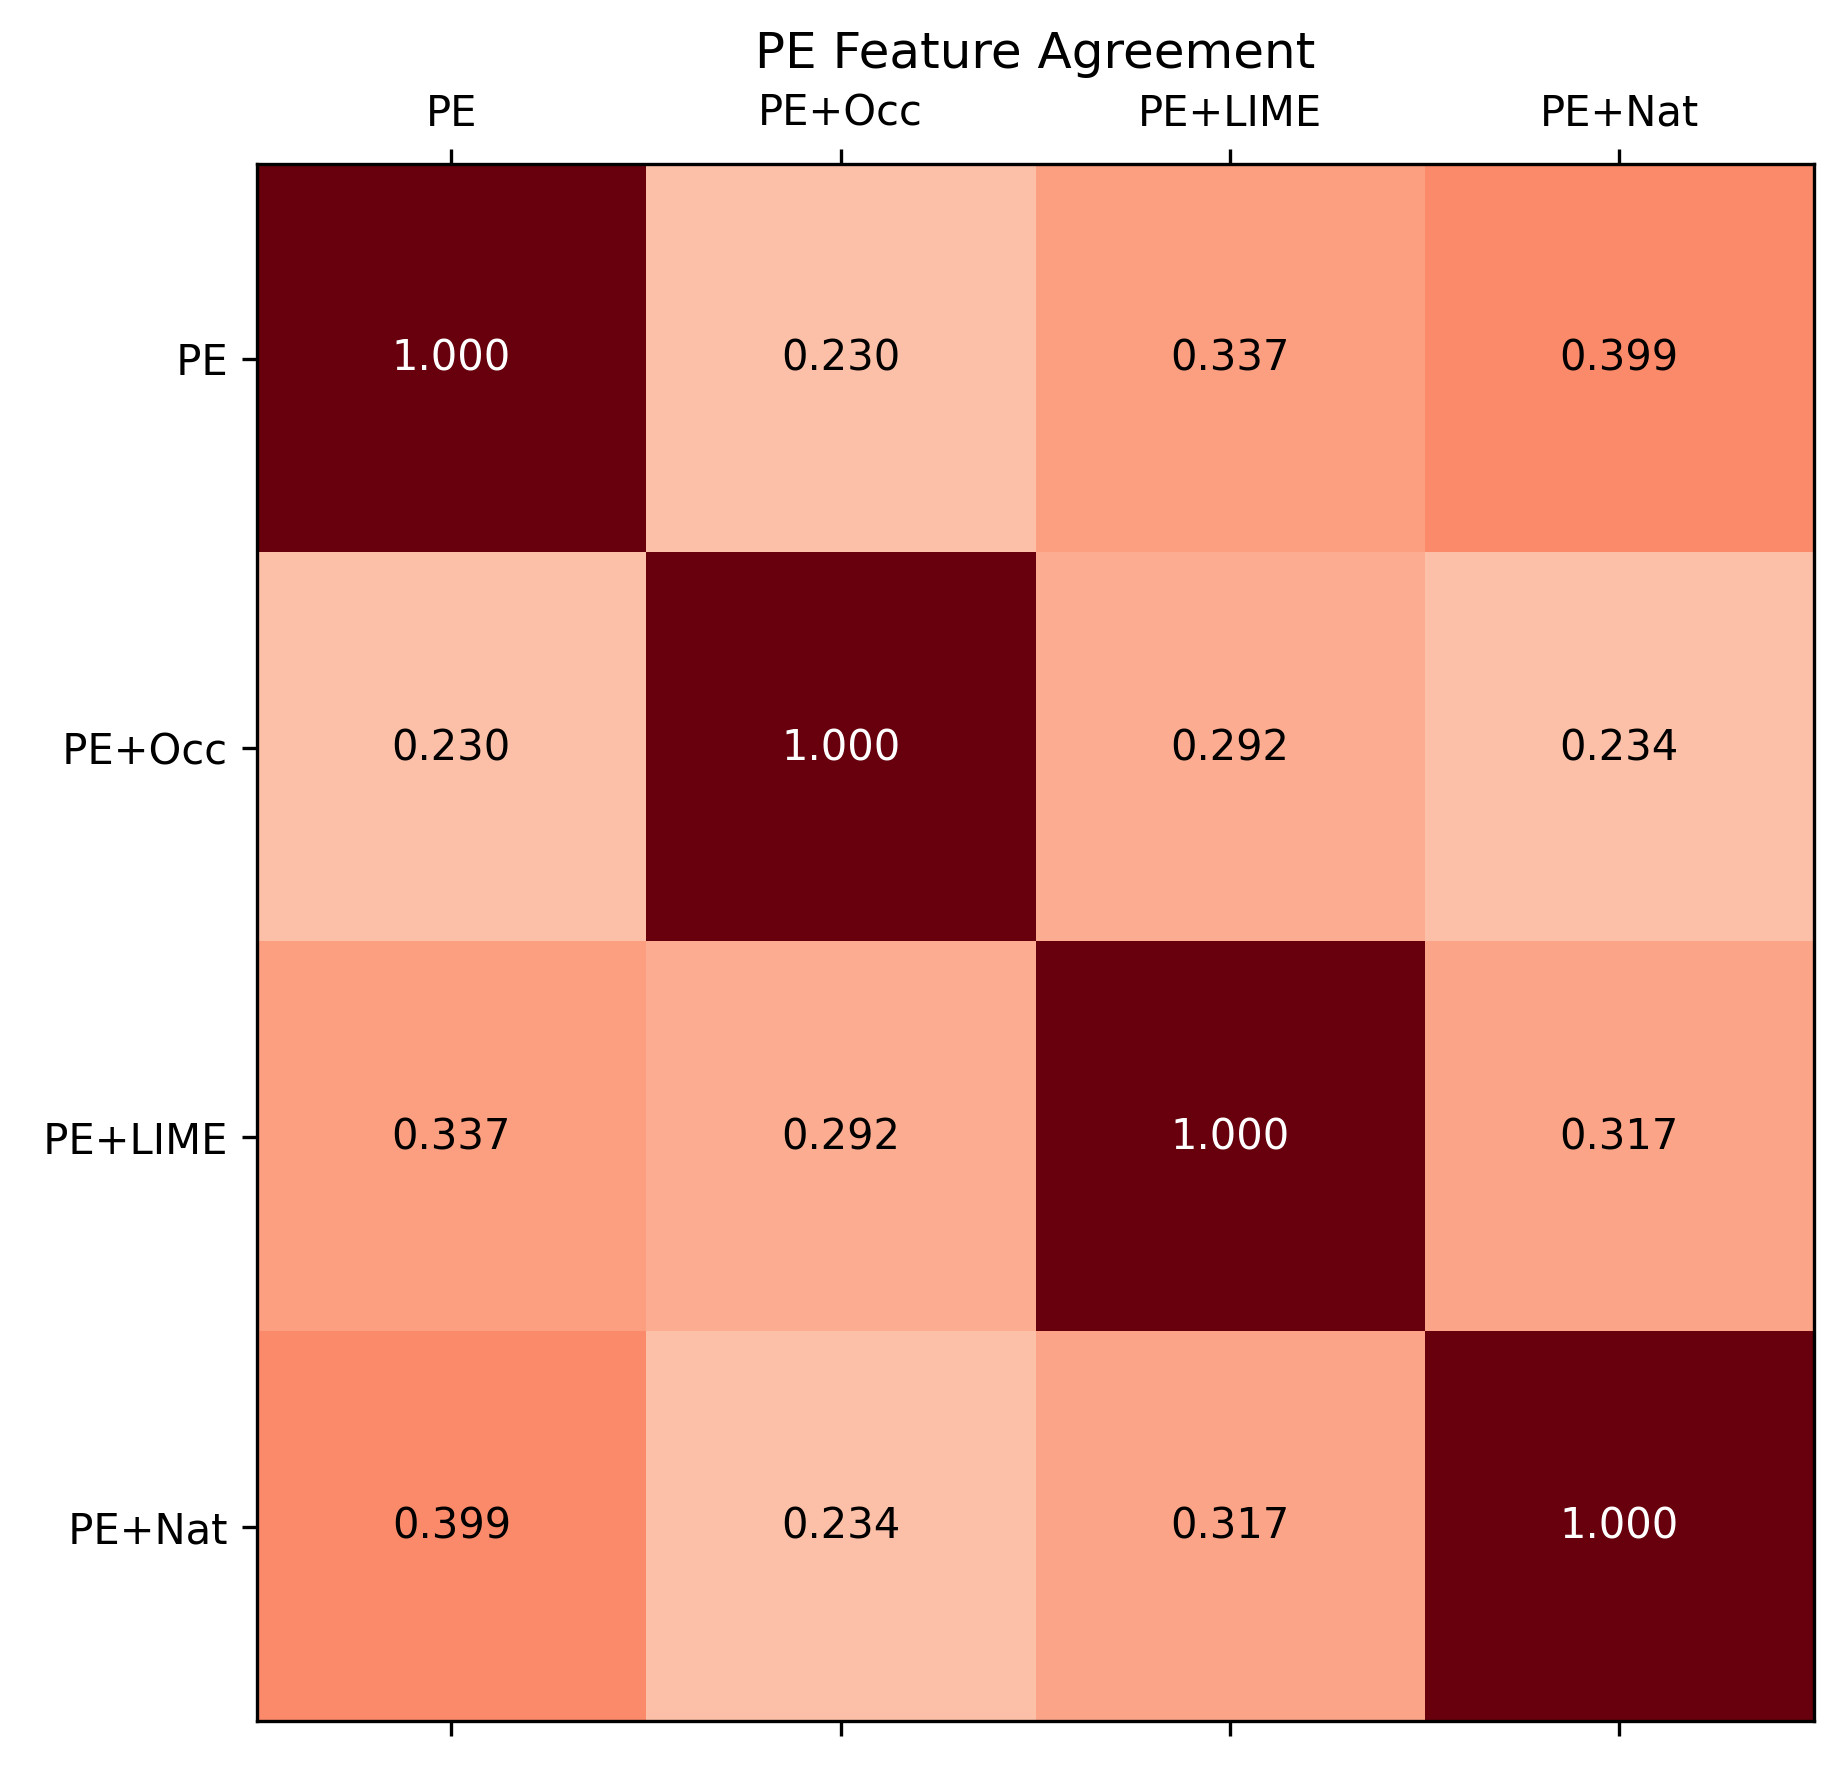 PE Feature Agreement
PE PE+Occ PE+LIME PE+Nat
PE 1.000 0.230 0.337 0.399
PE+Occ 0.230 1.000 0.292 0.234
PE+LIME 0.337 0.292 1.000 0.317
PE+Nat 0.399 0.234 0.317 1.000